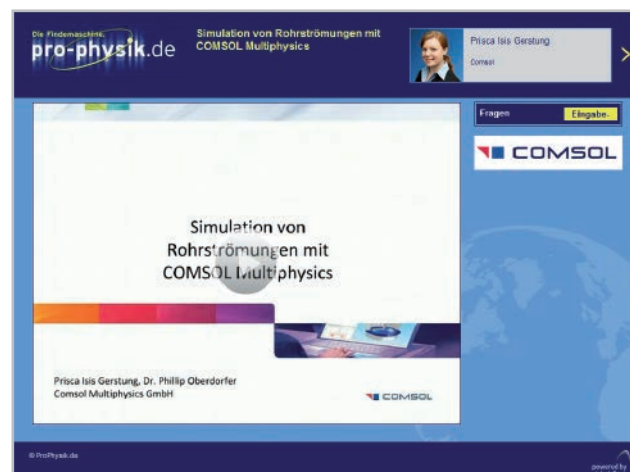 Die Findemaschine.
pro-physik.de
Simulation von Rohrströmungen mit
COMSOL Multiphysics
Prisca Isis Gerstung
Comsol
Fragen
Eingabe
COMSOL
Simulation von
Rohrströmungen mit
COMSOL Multiphysics
Prisca Isis Gerstung, Dr. Phillip Oberdorfer
Comsol Multiphysics GmbH
COMSOL
© ProPhysik.de
powered by